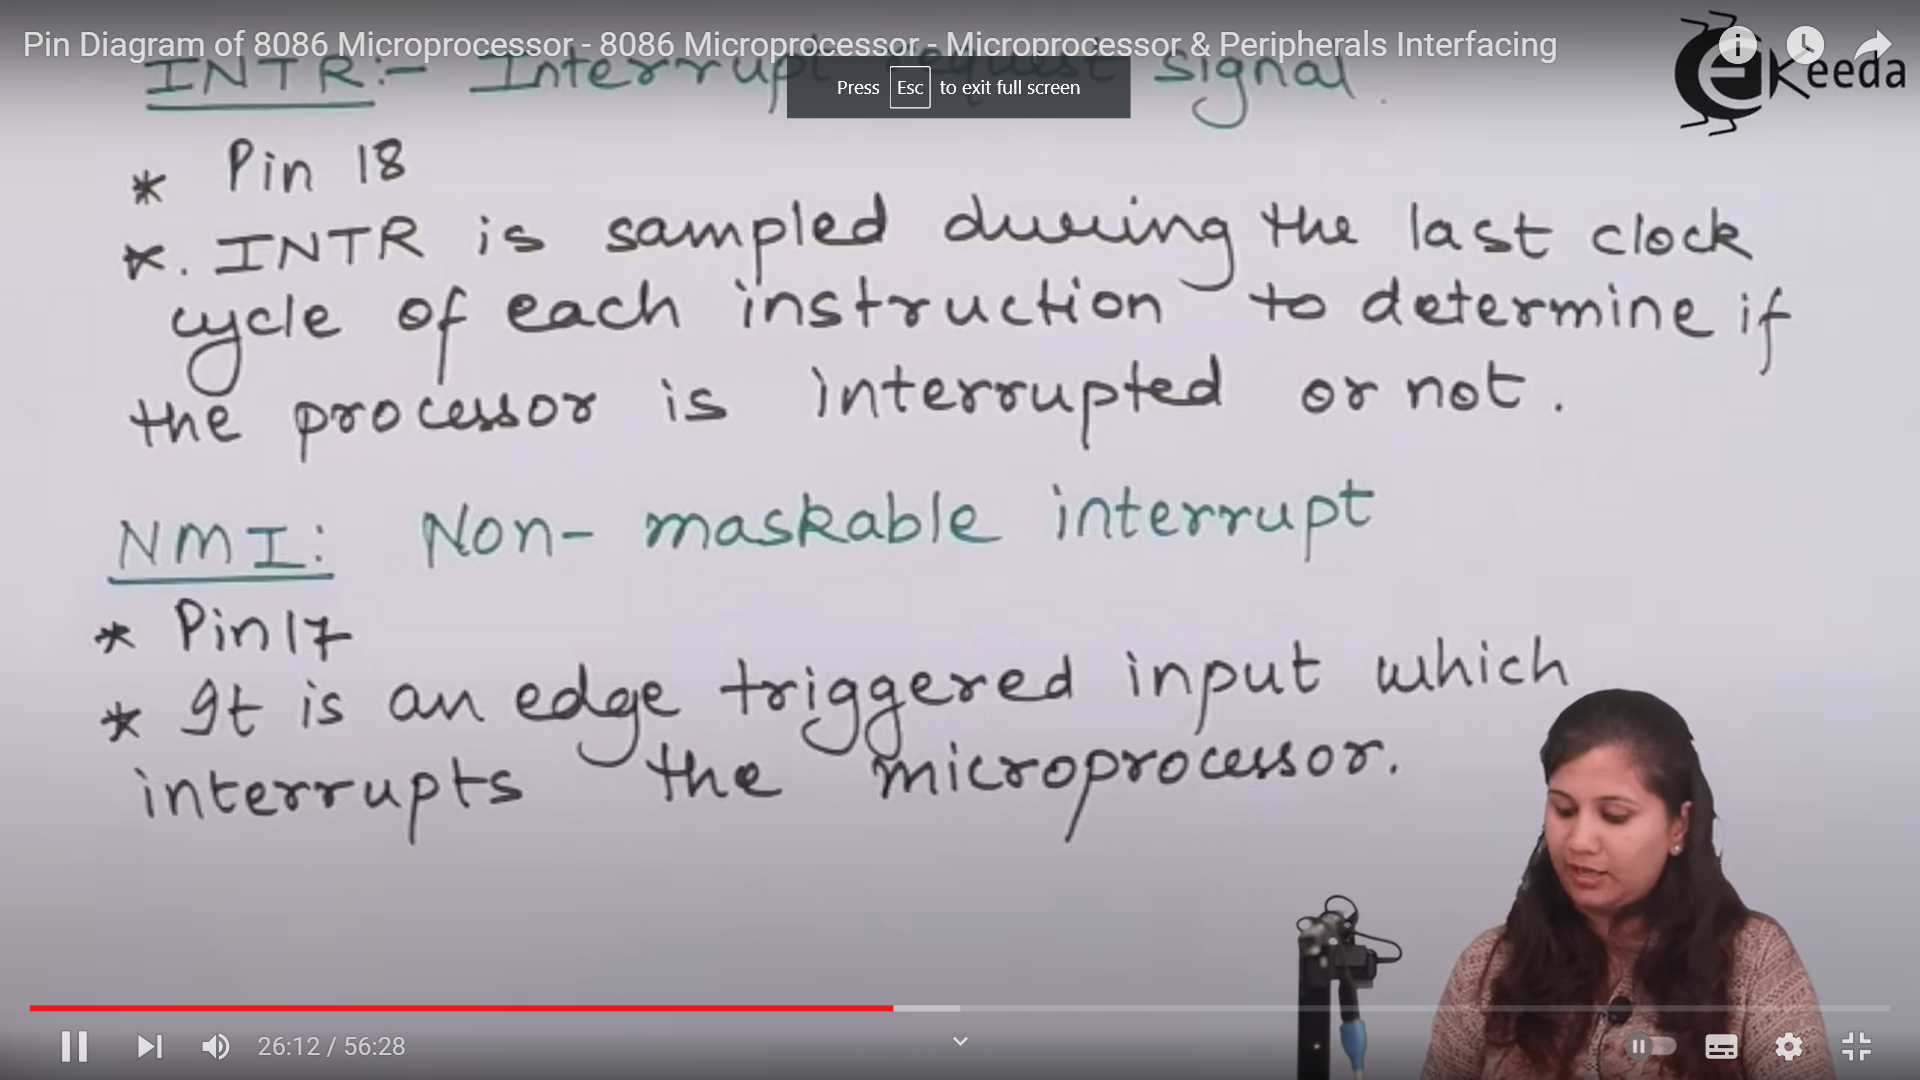 Pin Diagram of 8086 Microprocessor - 8086 Microprocessor - Microprocessor & Peripherals Interfacing
INTR:- Interrupt request signal.
Press Esc to exit full screen
Keeda
* Pin 18
*. INTR is sampled during the last clock
cycle of each instruction to determine if
the processor is interrupted or not.
NMI: Non-maskable interrupt
* Pin 17
* It is an edge triggered input which
interrupts the microprocessor.
26:12 / 56:28